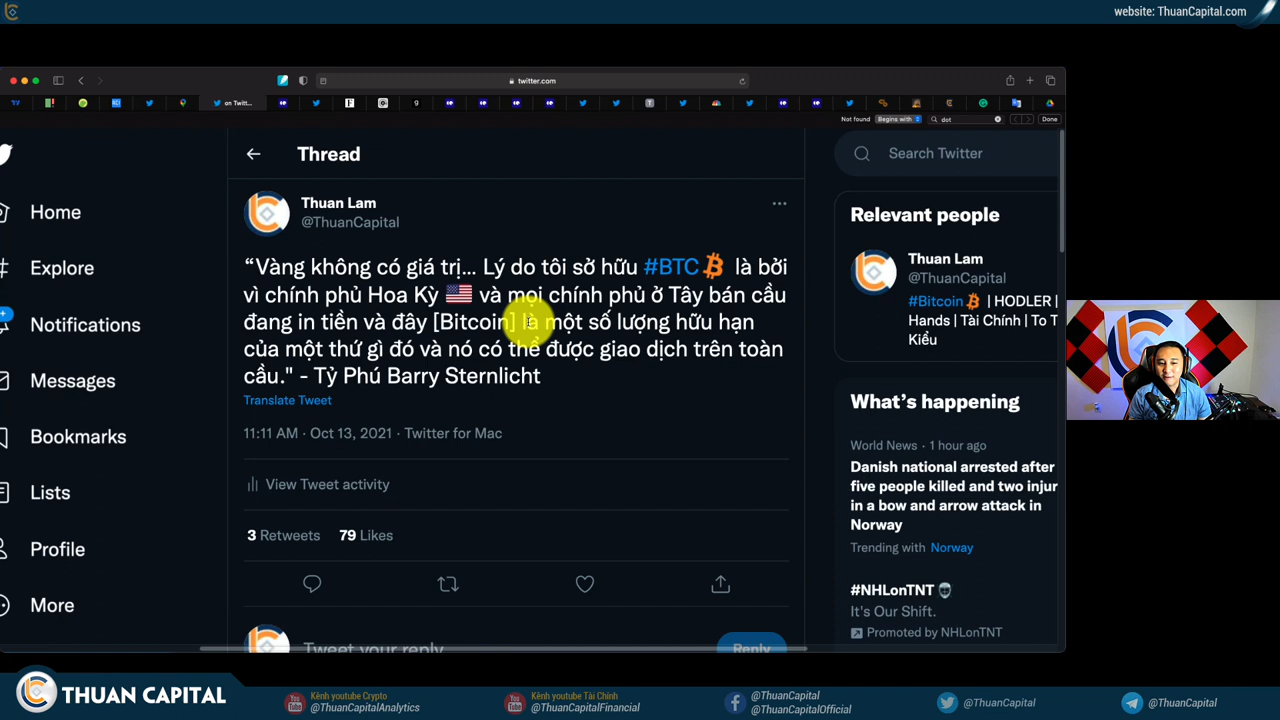 website: ThuanCapital.com
twitter.com
on Twitt...
Not found
Begins with
dot
Done
Thread
Search Twitter
Home
Explore
Notifications
Messages
Bookmarks
Lists
Profile
More
Thuan Lam
@ThuanCapital
“Vàng không có giá trị... Lý do tôi sở hữu #BTC là bởi
vì chính phủ Hoa Kỳ 🇺🇸 và mọi chính phủ ở Tây bán cầu
đang in tiền và đây [Bitcoin] là một số lượng hữu hạn
của một thứ gì đó và nó có thể được giao dịch trên toàn
cầu." - Tỷ Phú Barry Sternlicht
Translate Tweet
11:11 AM · Oct 13, 2021 · Twitter for Mac
View Tweet activity
3 Retweets 79 Likes
Tweet your reply
Reply
Relevant people
Thuan Lam
@ThuanCapital
#Bitcoin | HODLER |
Hands | Tài Chính | To T
Kiều
What’s happening
World News · 1 hour ago
Danish national arrested after
five people killed and two injur
in a bow and arrow attack in
Norway
Trending with Norway
#NHLonTNT
It's Our Shift.
Promoted by NHLonTNT
THUAN CAPITAL
Kênh youtube Crypto
@ThuanCapitalAnalytics
Kênh youtube Tài Chính
@ThuanCapitalFinancial
@ThuanCapital
@ThuanCapitalOfficial
@ThuanCapital
@ThuanCapital